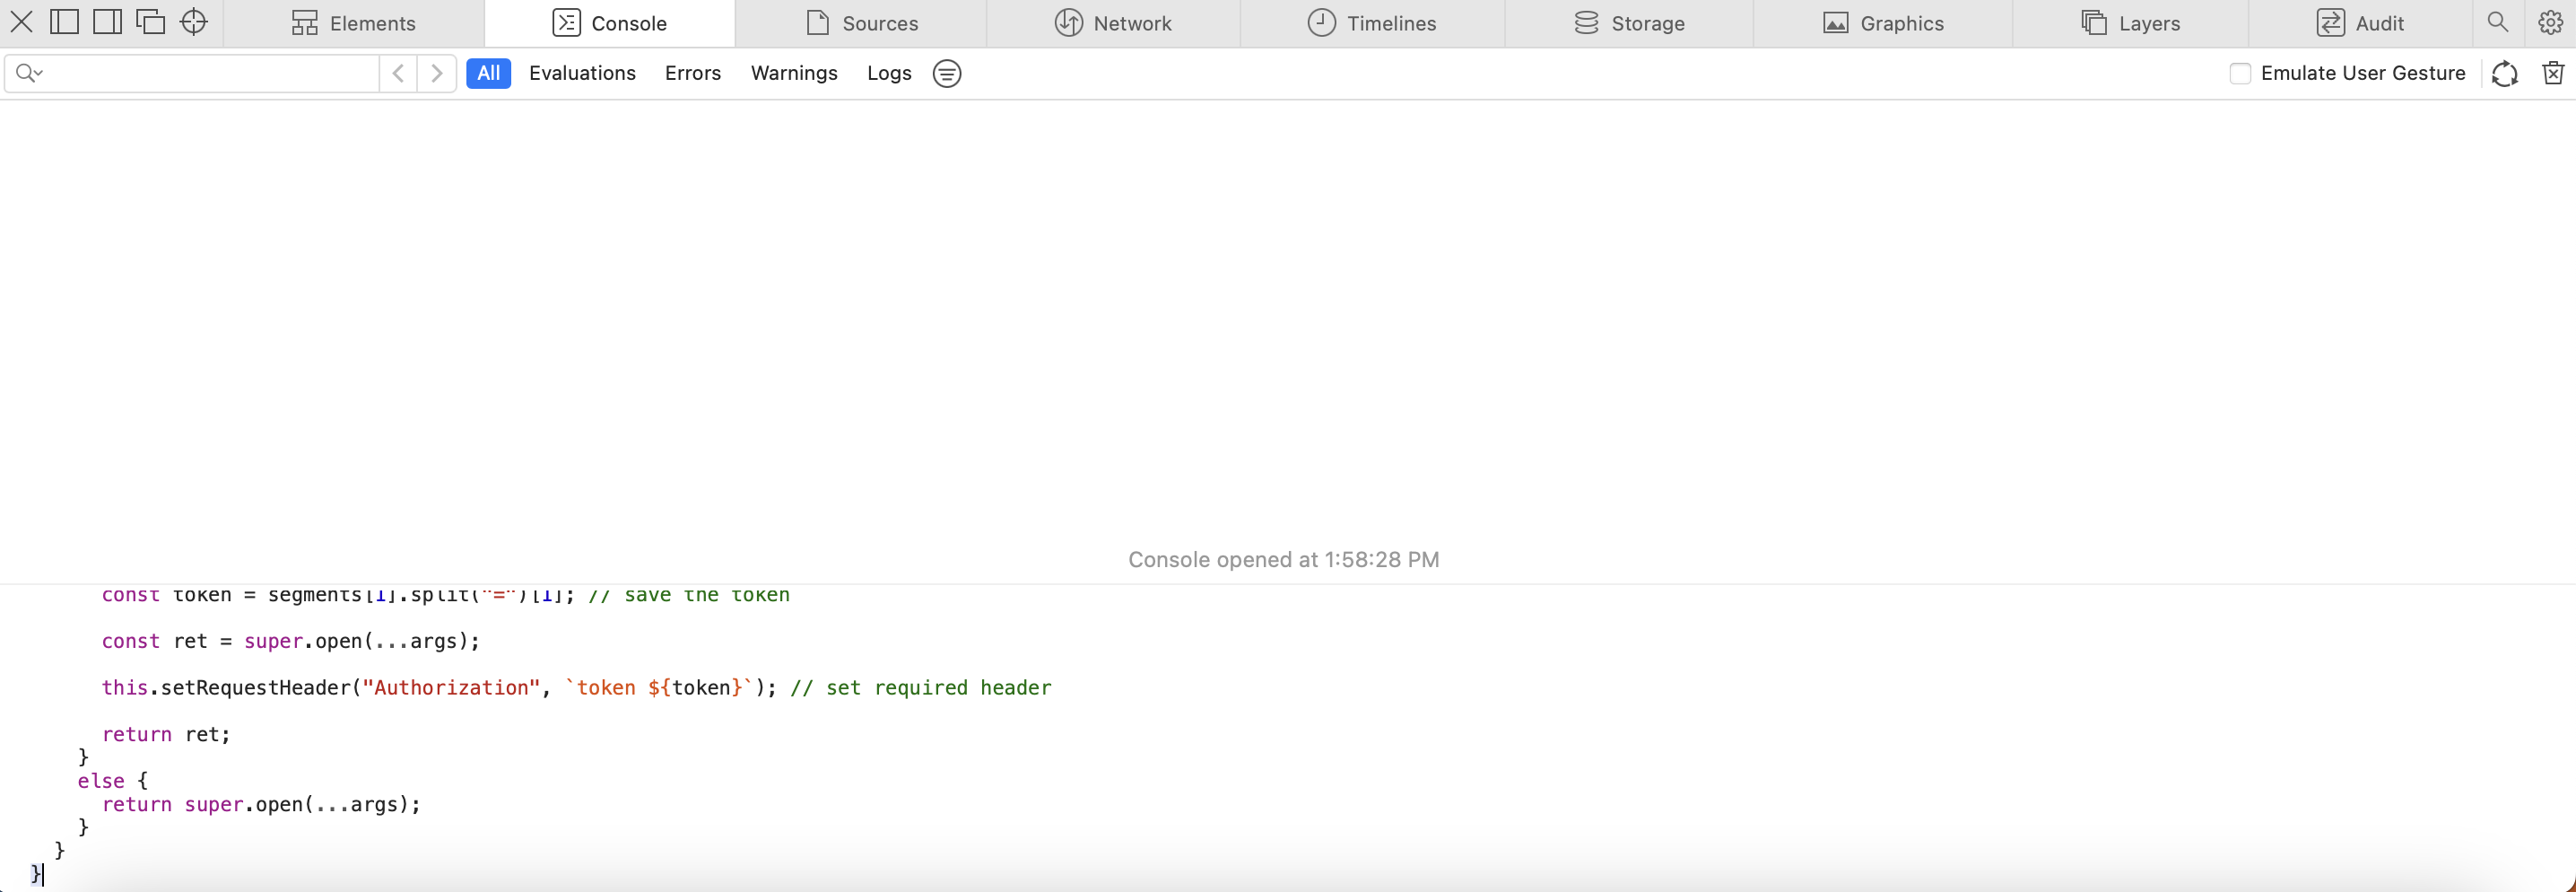 Elements Console Sources Network Timelines Storage Graphics Layers Audit
All Evaluations Errors Warnings Logs Emulate User Gesture
Console opened at 1:58:28 PM
const token = segments[1].split("=")[1]; // save the token
const ret = super.open(...args);
this.setRequestHeader("Authorization", `token ${token}`); // set required header
return ret;
}
else {
return super.open(...args);
}
}
}